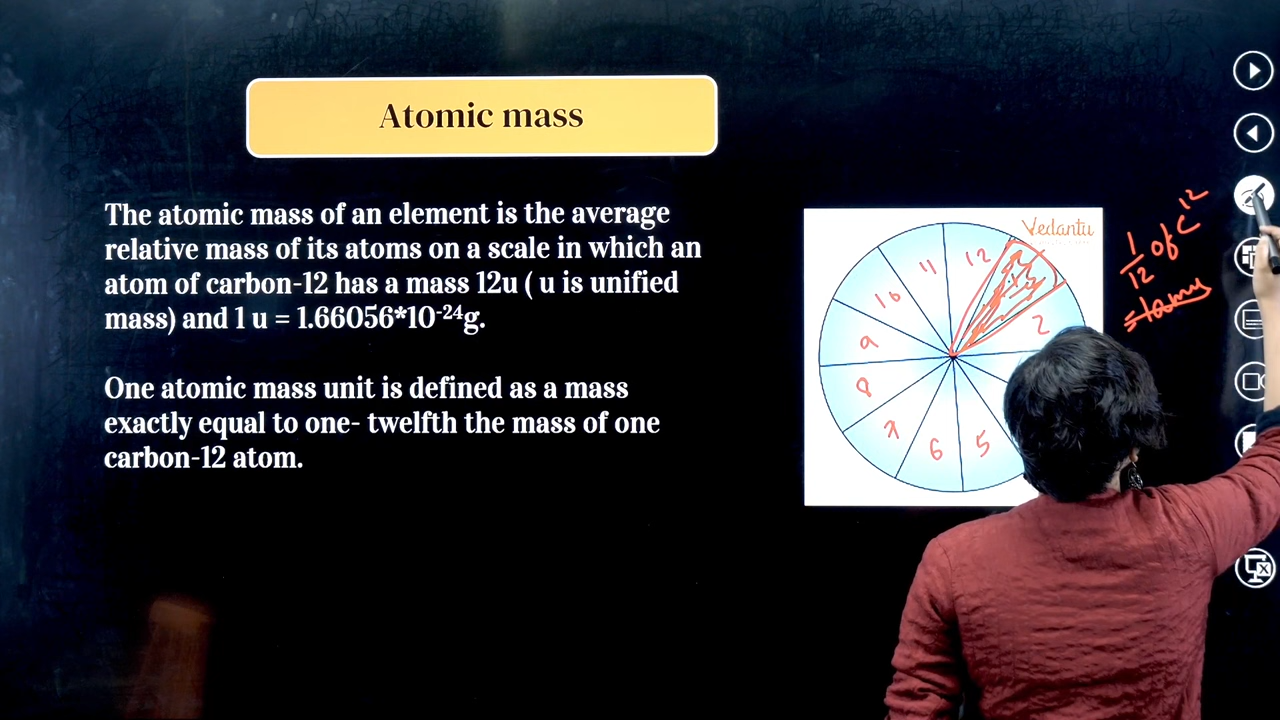 Atomic mass
The atomic mass of an element is the average
relative mass of its atoms on a scale in which an
atom of carbon-12 has a mass 12u ( u is unified
mass) and 1 u = 1.66056*10⁻²⁴g.
One atomic mass unit is defined as a mass
exactly equal to one- twelfth the mass of one
carbon-12 atom.
Vedantu
11 12
10
2
9
8
7
6 5
1/12 of C¹²